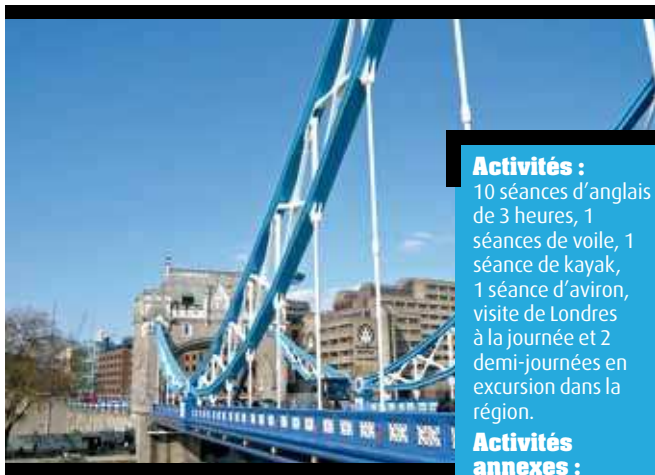 Activités :
10 séances d'anglais
de 3 heures, 1
séances de voile, 1
séance de kayak,
1 séance d'aviron,
visite de Londres
à la journée et 2
demi-journées en
excursion dans la
région.
Activités
annexes :